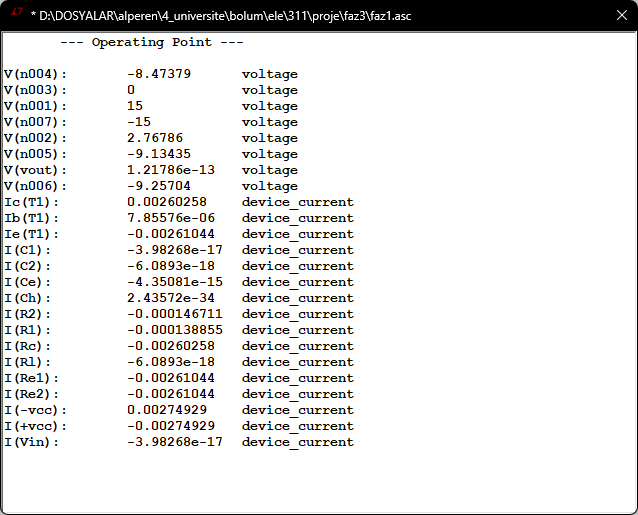 * D:\DOSYALAR\alperen\4_universite\bolum\ele\311\proje\faz3\faz1.asc
--- Operating Point ---
V(n004): -8.47379 voltage
V(n003): 0 voltage
V(n001): 15 voltage
V(n007): -15 voltage
V(n002): 2.76786 voltage
V(n005): -9.13435 voltage
V(vout): 1.21786e-13 voltage
V(n006): -9.25704 voltage
Ic(T1): 0.00260258 device_current
Ib(T1): 7.85576e-06 device_current
Ie(T1): -0.00261044 device_current
I(C1): -3.98268e-17 device_current
I(C2): -6.0893e-18 device_current
I(Ce): -4.35081e-15 device_current
I(Ch): 2.43572e-34 device_current
I(R2): -0.000146711 device_current
I(R1): -0.000138855 device_current
I(Rc): -0.00260258 device_current
I(Rl): -6.0893e-18 device_current
I(Re1): -0.00261044 device_current
I(Re2): -0.00261044 device_current
I(-vcc): 0.00274929 device_current
I(+vcc): -0.00274929 device_current
I(Vin): -3.98268e-17 device_current